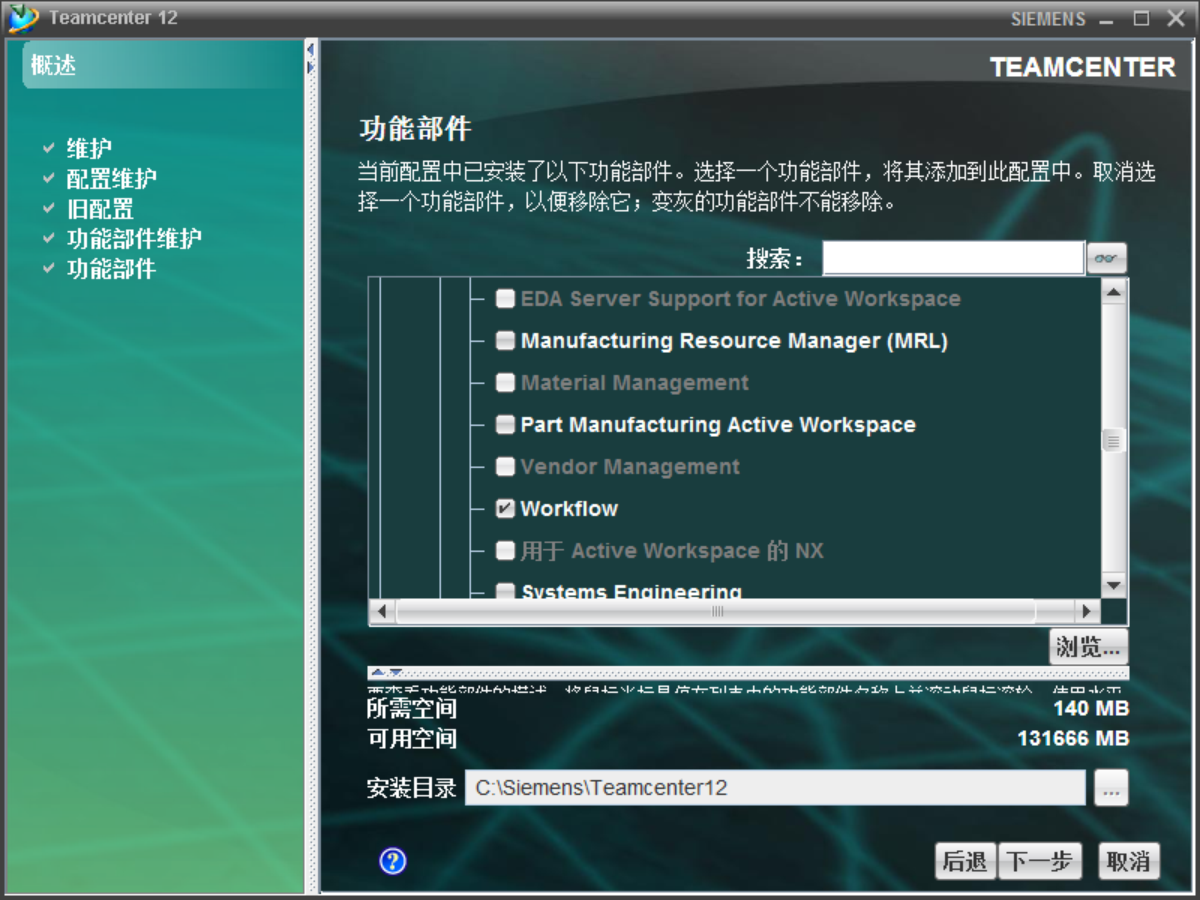 Teamcenter 12
SIEMENS
概述
TEAMCENTER
维护
配置维护
旧配置
功能部件维护
功能部件
功能部件
当前配置中已安装了以下功能部件。选择一个功能部件，将其添加到此配置中。取消选
择一个功能部件，以便移除它；变灰的功能部件不能移除。
搜索：
EDA Server Support for Active Workspace
Manufacturing Resource Manager (MRL)
Material Management
Part Manufacturing Active Workspace
Vendor Management
Workflow
用于 Active Workspace 的 NX
Systems Engineering
浏览...
所需空间
140 MB
可用空间
131666 MB
安装目录
C:\Siemens\Teamcenter12
...
后退
下一步
取消